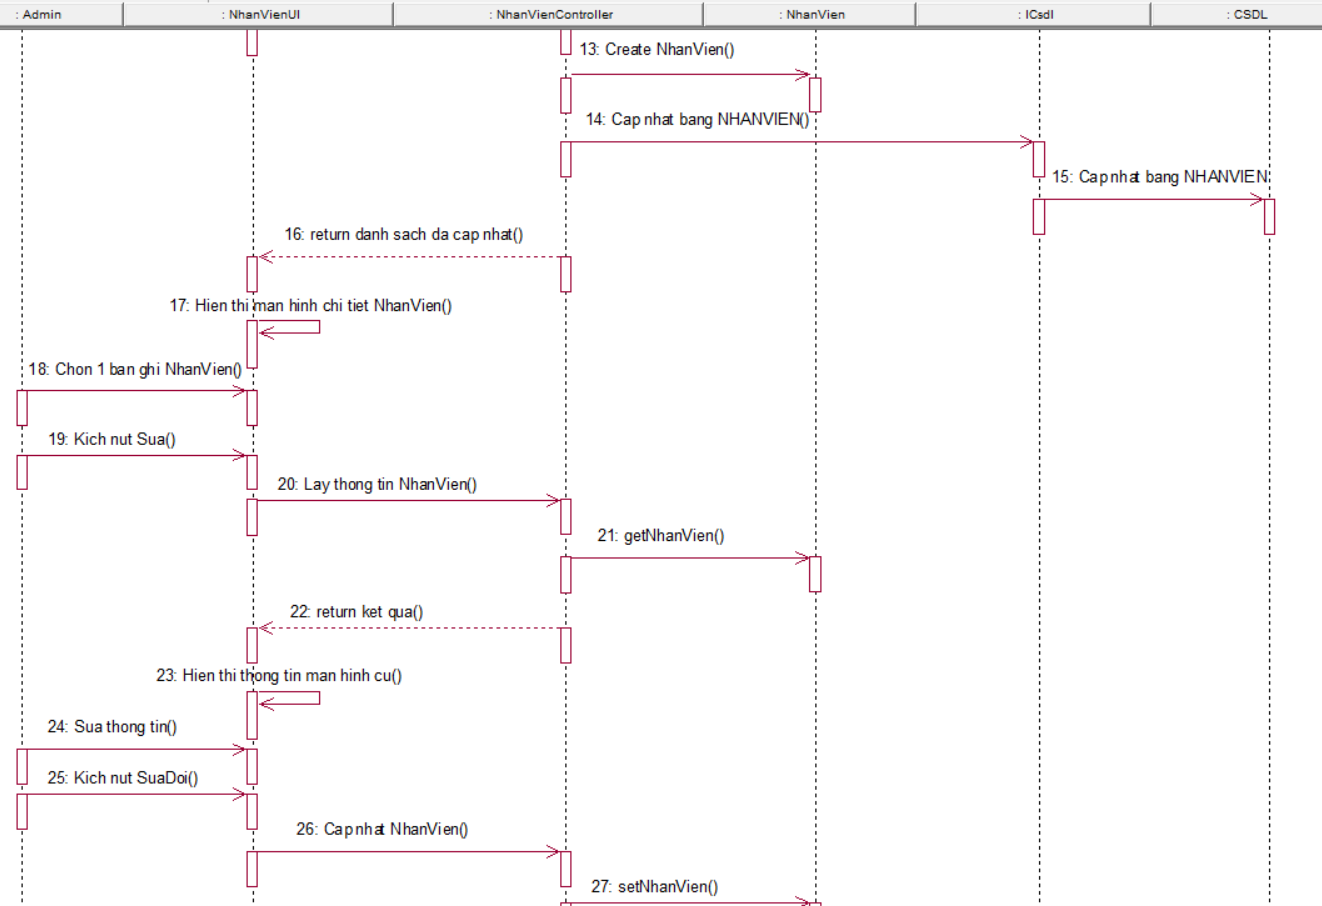 : Admin
: NhanVienUI
: NhanVienController
: NhanVien
: ICsdl
: CSDL
13: Create NhanVien()
14: Cap nhat bang NHANVIEN()
15: Cap nhat bang NHANVIEN
16: return danh sach da cap nhat()
17: Hien thi man hinh chi tiet NhanVien()
18: Chon 1 ban ghi NhanVien()
19: Kich nut Sua()
20: Lay thong tin NhanVien()
21: getNhanVien()
22: return ket qua()
23: Hien thi thong tin man hinh cu()
24: Sua thong tin()
25: Kich nut SuaDoi()
26: Cap nhat NhanVien()
27: setNhanVien()